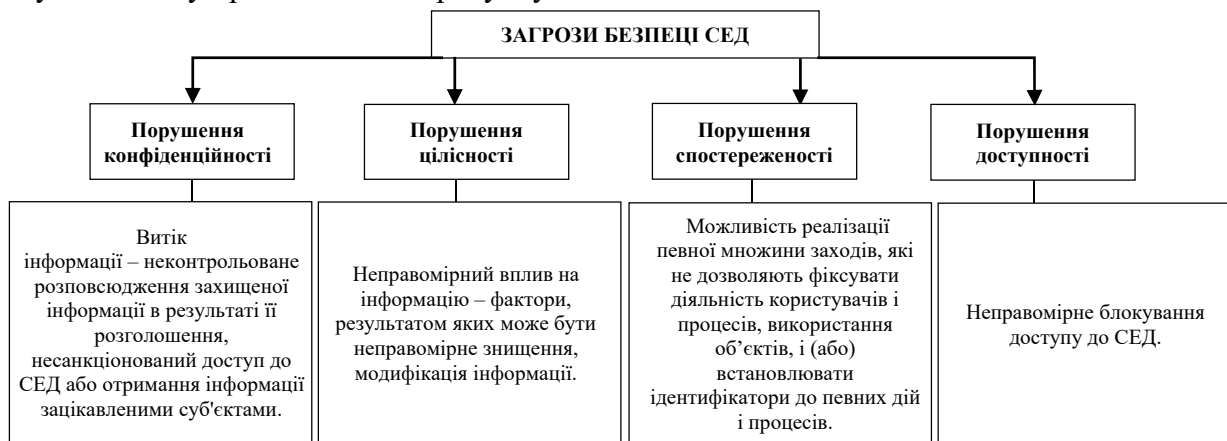 ЗАГРОЗИ БЕЗПЕЦІ СЕД
Порушення
конфіденційності
Порушення
цілісності
Порушення
спостереженості
Порушення
доступності
Витік
інформації – неконтрольоване
розповсюдження захищеної
інформації в результаті її
розголошення,
несанкціонований доступ до
СЕД або отримання інформації
зацікавленими суб'єктами.
Неправомірний вплив на
інформацію – фактори,
результатом яких може бути
неправомірне знищення,
модифікація інформації.
Можливість реалізації
певної множини заходів, які
не дозволяють фіксувати
діяльність користувачів і
процесів, використання
об’єктів, і (або)
встановлювати
ідентифікатори до певних дій
і процесів.
Неправомірне блокування
доступу до СЕД.